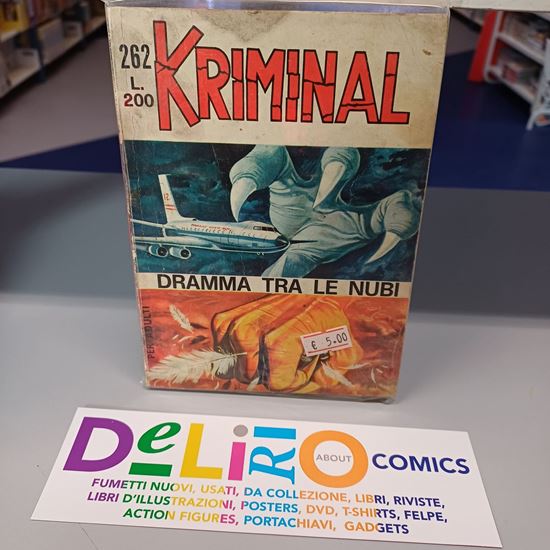 262
L.
200
KRIMINAL
DRAMMA TRA LE NUBI
PER ADULTI
€ 5.00
DELIRIO ABOUT COMICS
FUMETTI NUOVI, USATI, DA COLLEZIONE, LIBRI, RIVISTE,
LIBRI D'ILLUSTRAZIONI, POSTERS, DVD, T-SHIRTS, FELPE,
ACTION FIGURES, PORTACHIAVI, GADGETS